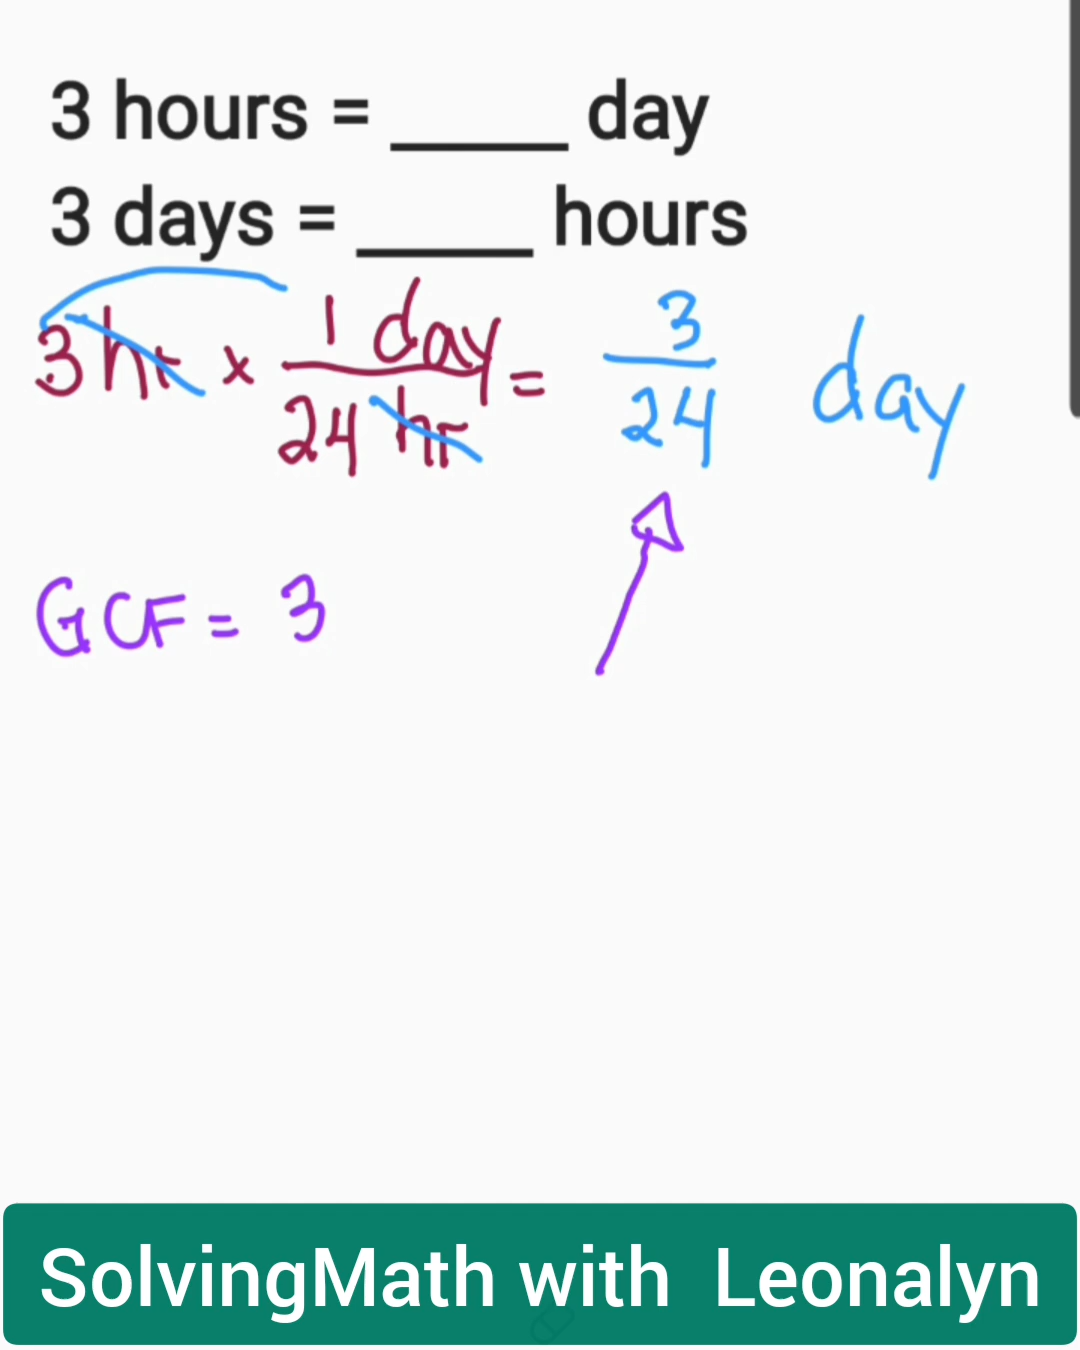 3 hours = _____ day
3 days = _____ hours
3 hr x 1 day / 24 hr = 3/24 day
GCF = 3
SolvingMath with Leonalyn